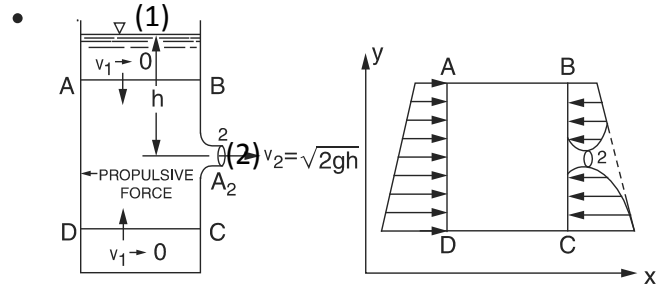 (1)
v₁ → 0
A B
h
2
(2) v₂ = √2gh
A₂
PROPULSIVE
FORCE
D C
v₁ → 0
y
A B
2
D C
x